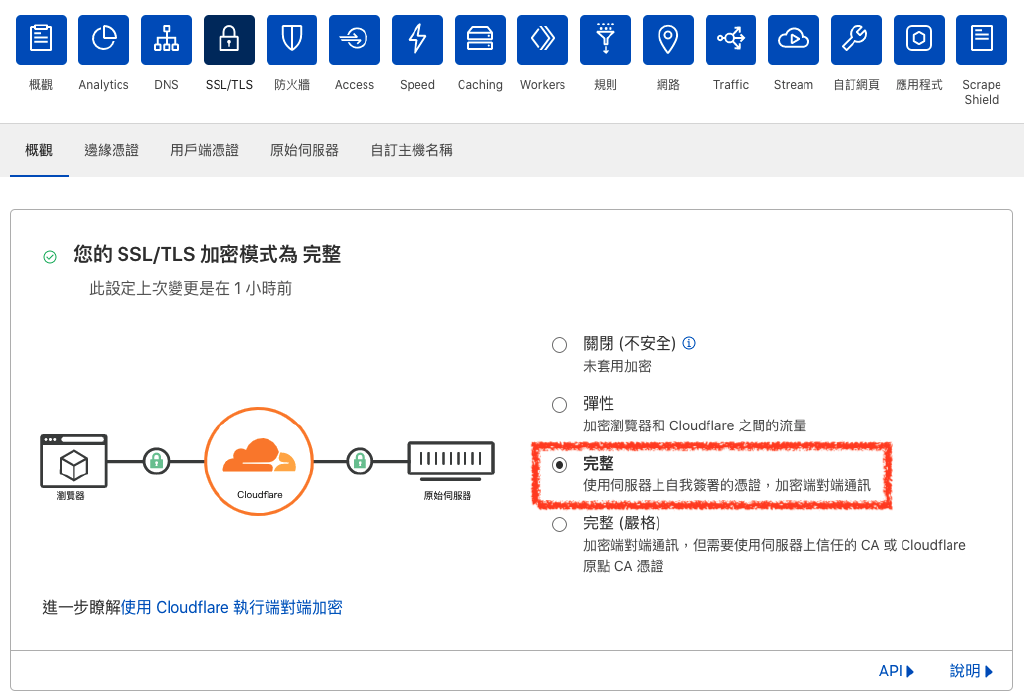 概觀
Analytics
DNS
SSL/TLS
防火牆
Access
Speed
Caching
Workers
規則
網路
Traffic
Stream
自訂網頁
應用程式
Scrape
Shield
概觀
邊緣憑證
用戶端憑證
原始伺服器
自訂主機名稱
您的 SSL/TLS 加密模式為 完整
此設定上次變更是在 1 小時前
瀏覽器
Cloudflare
原始伺服器
關閉 (不安全)
未套用加密
彈性
加密瀏覽器和 Cloudflare 之間的流量
完整
使用伺服器上自我簽署的憑證，加密端對端通訊
完整 (嚴格)
加密端對端通訊，但需要使用伺服器上信任的 CA 或 Cloudflare
原點 CA 憑證
進一步瞭解使用 Cloudflare 執行端對端加密
API
說明